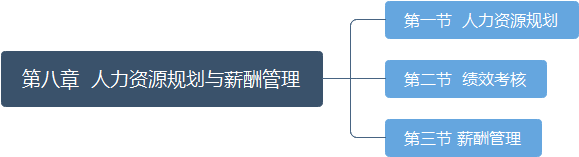 第八章 人力资源规划与薪酬管理
第一节 人力资源规划
第二节 绩效考核
第三节 薪酬管理